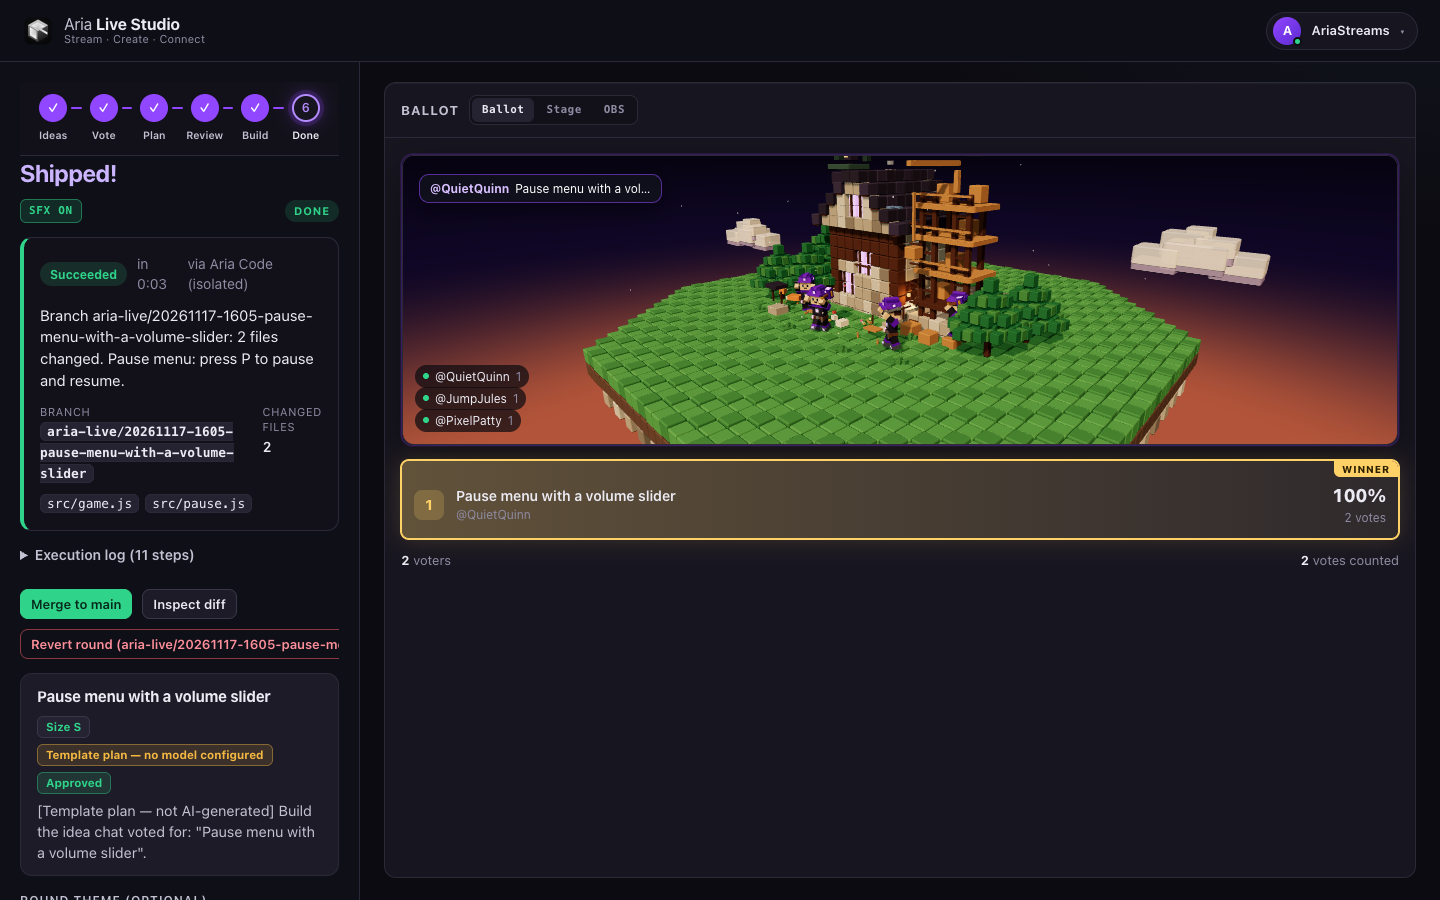 Aria Live Studio
Stream · Create · Connect
A
AriaStreams
6
Ideas
Vote
Plan
Review
Build
Done
Shipped!
SFX ON
DONE
Succeeded
in 0:03
via Aria Code (isolated)
Branch aria-live/20261117-1605-pause-
menu-with-a-volume-slider: 2 files
changed. Pause menu: press P to pause
and resume.
BRANCH
aria-live/20261117-1605-
pause-menu-with-a-volume-
slider
CHANGED
FILES
2
src/game.js
src/pause.js
Execution log (11 steps)
Merge to main
Inspect diff
Revert round (aria-live/20261117-1605-pause-m
Pause menu with a volume slider
Size S
Template plan — no model configured
Approved
[Template plan — not AI-generated] Build
the idea chat voted for: "Pause menu with
a volume slider".
ROUND THEME (OPTIONAL)
BALLOT
Ballot
Stage
OBS
@QuietQuinn Pause menu with a vol...
@QuietQuinn 1
@JumpJules 1
@PixelPatty 1
WINNER
1
Pause menu with a volume slider
@QuietQuinn
100%
2 votes
2 voters
2 votes counted